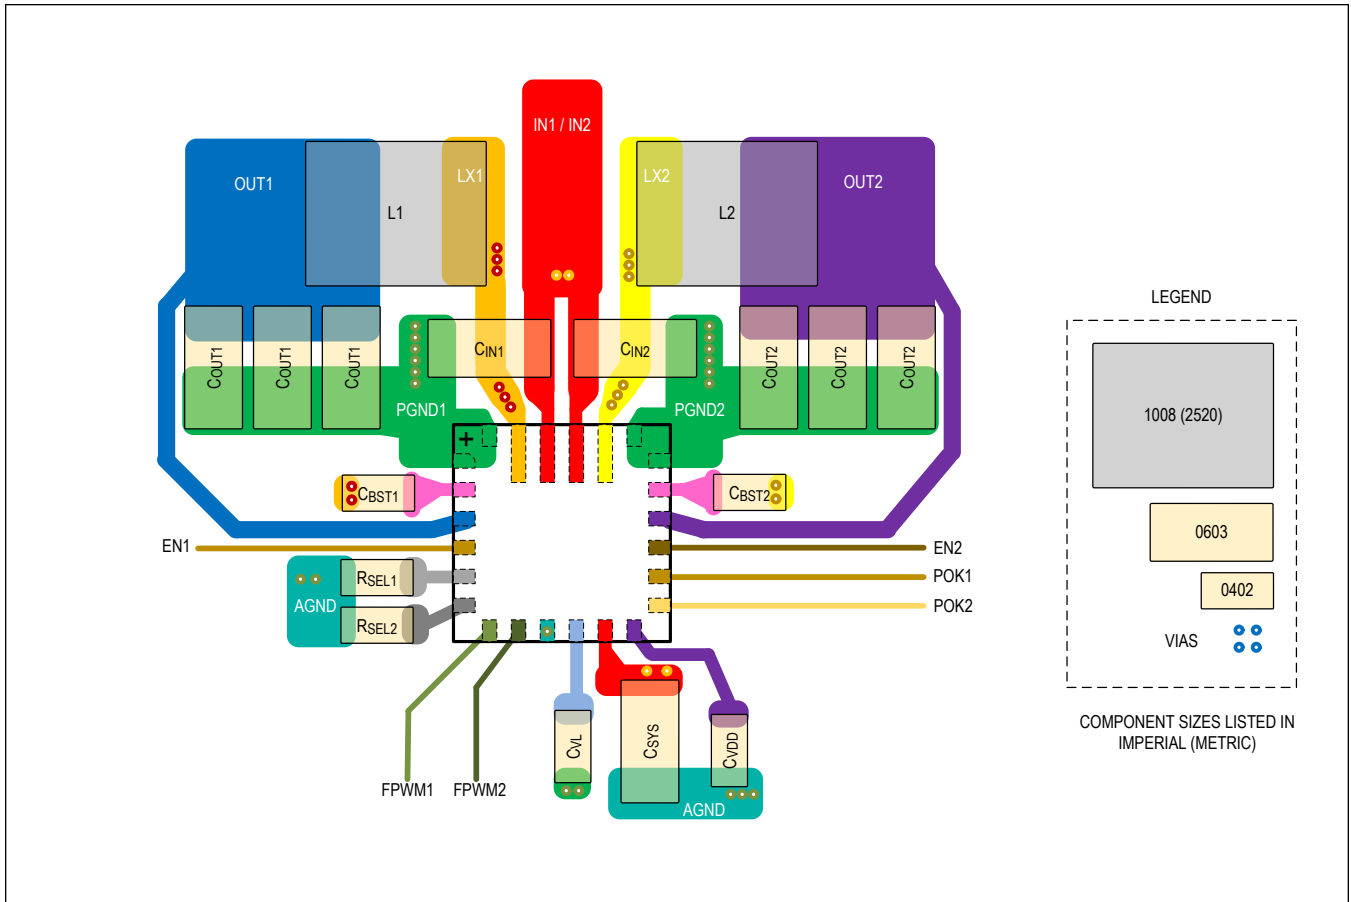 IN1 / IN2
OUT1
LX1
LX2
OUT2
L1
L2
LEGEND
CIN1
CIN2
COUT1
COUT1
COUT1
COUT2
COUT2
COUT2
PGND1
PGND2
1008 (2520)
+
CBST1
CBST2
0603
EN1
EN2
RSEL1
POK1
0402
AGND
POK2
RSEL2
VIAS
CVL
CSYS
CVDD
COMPONENT SIZES LISTED IN
IMPERIAL (METRIC)
FPWM1
FPWM2
AGND